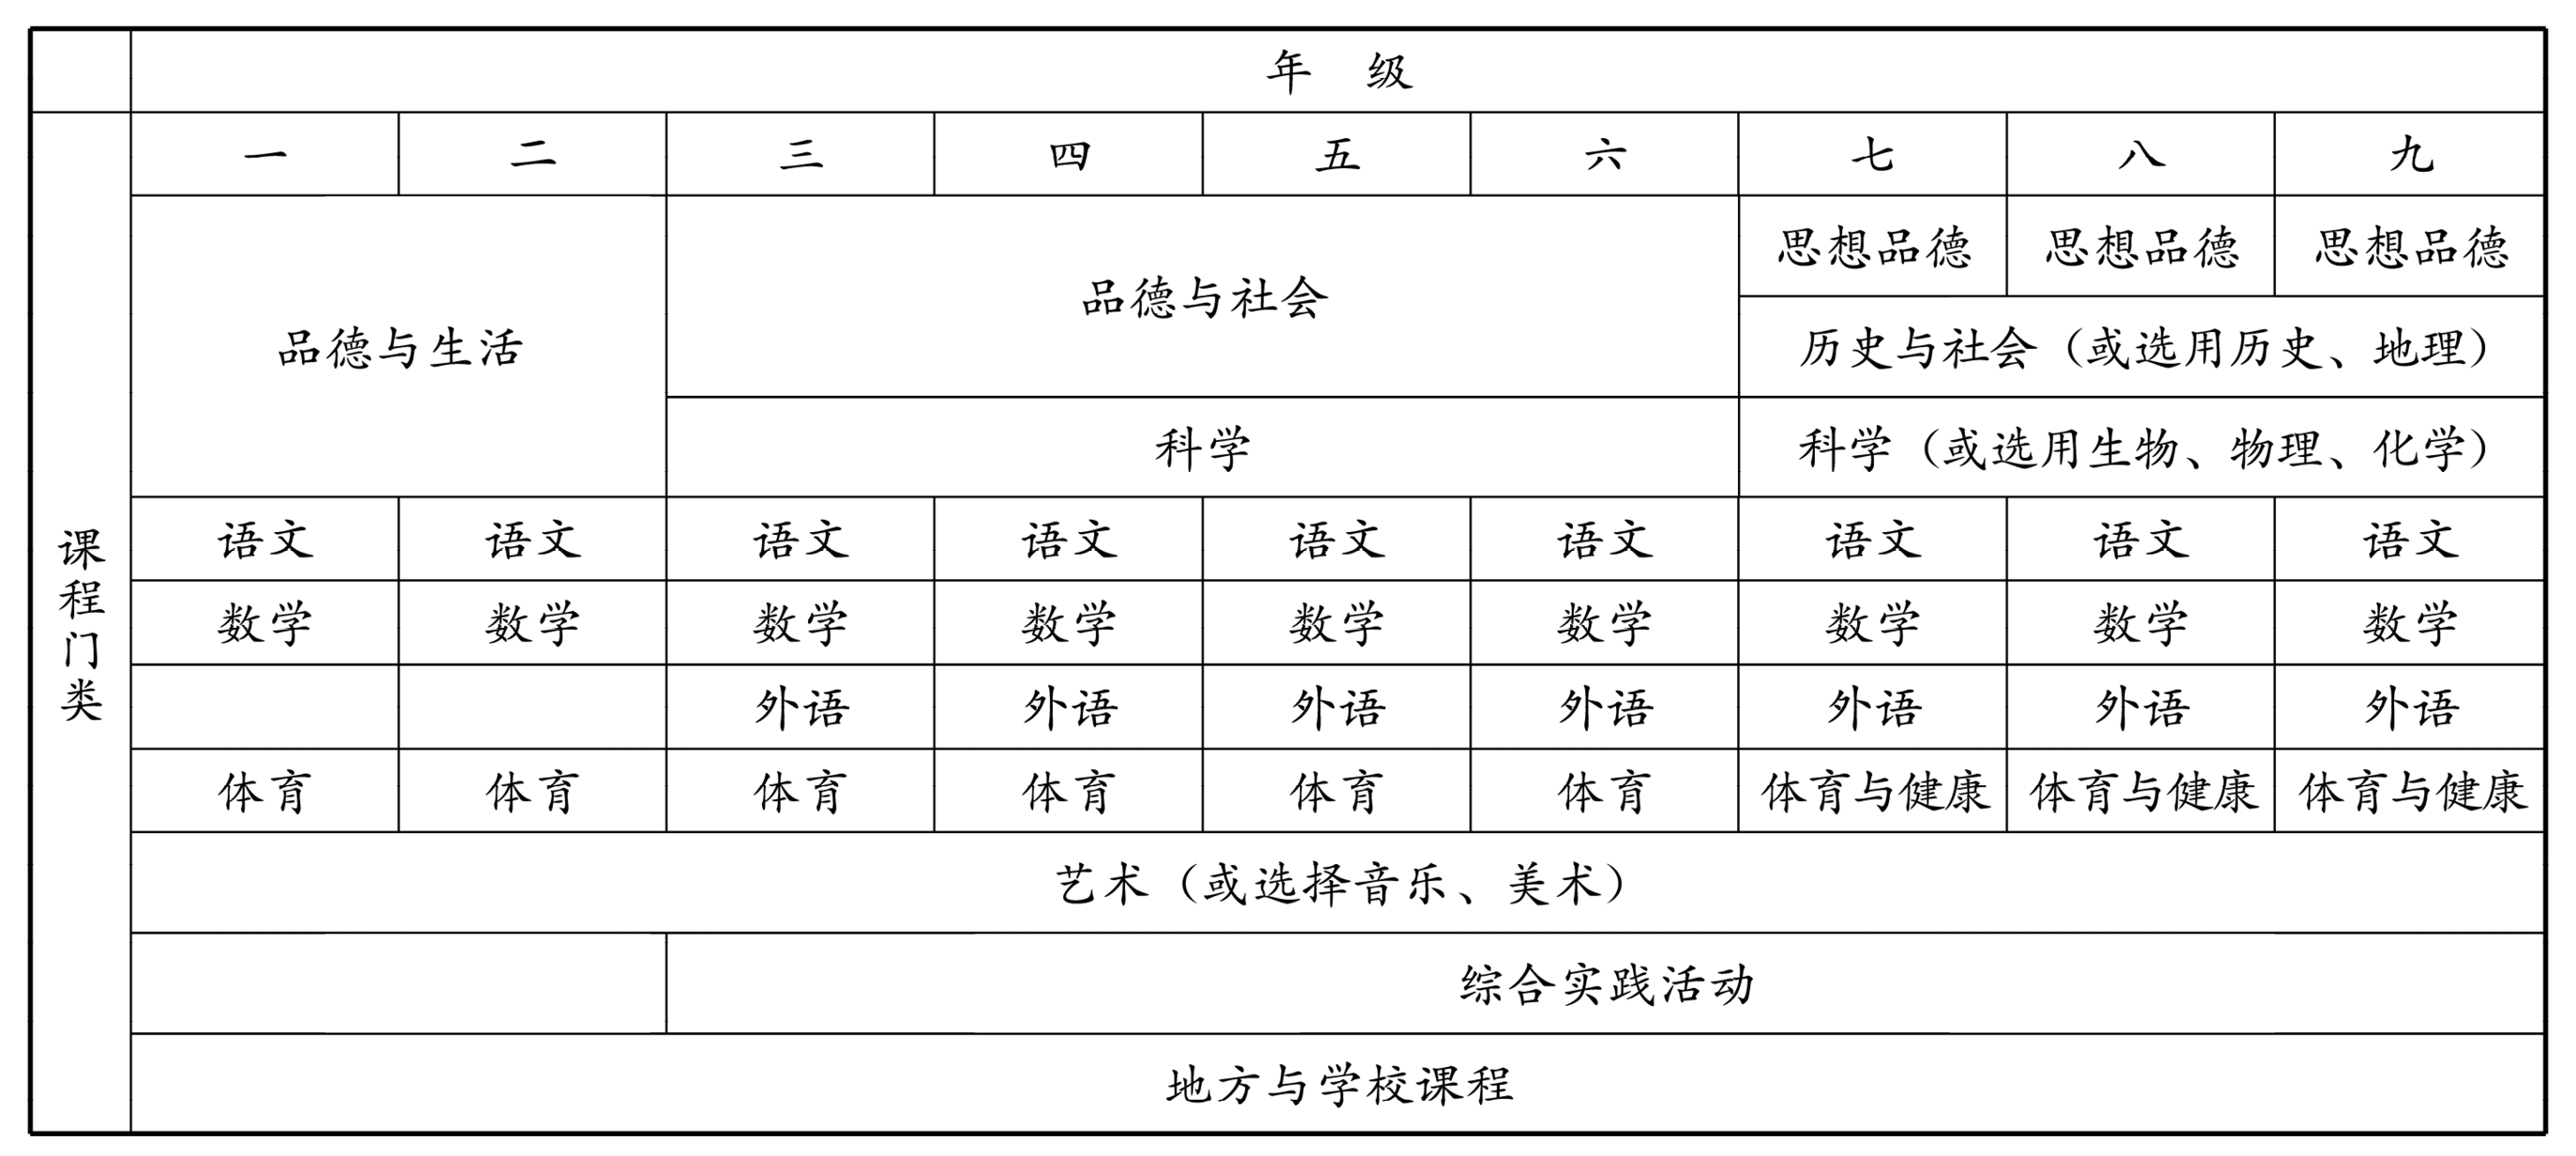 年 级
课程门类
一 二 三 四 五 六 七 八 九
品德与生活 品德与社会 思想品德 思想品德 思想品德
历史与社会（或选用历史、地理）
科学 科学（或选用生物、物理、化学）
语文 语文 语文 语文 语文 语文 语文 语文 语文
数学 数学 数学 数学 数学 数学 数学 数学 数学
外语 外语 外语 外语 外语 外语 外语
体育 体育 体育 体育 体育 体育 体育与健康 体育与健康 体育与健康
艺术（或选择音乐、美术）
综合实践活动
地方与学校课程